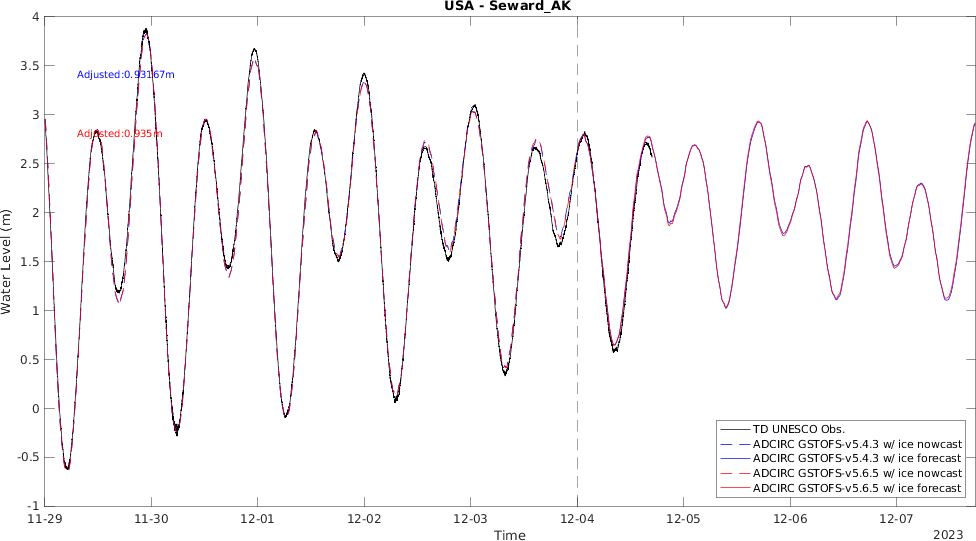 USA - Seward_AK
4
3.5
3
2.5
2
1.5
1
0.5
0
-0.5
-1
Water Level (m)
Adjusted:0.93167m
Adjusted:0.935m
TD UNESCO Obs.
ADCIRC GSTOFS-v5.4.3 w/ ice nowcast
ADCIRC GSTOFS-v5.4.3 w/ ice forecast
ADCIRC GSTOFS-v5.6.5 w/ ice nowcast
ADCIRC GSTOFS-v5.6.5 w/ ice forecast
11-29 11-30 12-01 12-02 12-03 12-04 12-05 12-06 12-07
Time
2023